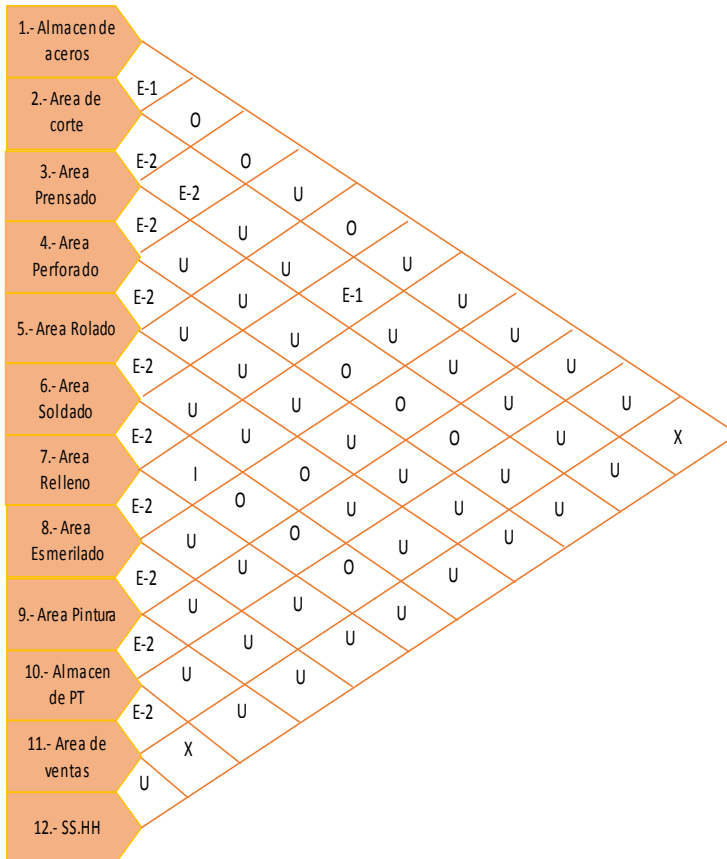 1.- Almacen de
aceros
E-1
2.- Area de
corte
O
E-2 O
3.- Area
Prensado
E-2 U
E-2 U O
4.- Area
Perforado
U U U
E-2 U E-1 U
5.- Area Rolado
U U U U
E-2 U O U U
6.- Area
Soldado
U U O U U
E-2 U U O U X
7.- Area
Relleno
I O U U U
E-2 O U U U
8.- Area
Esmerilado
U O U U
E-2 U O U
9.- Area Pintura
U U U
E-2 U U
10.- Almacen
de PT
U U
E-2 U
11.- Area de
ventas
X
U
12.- SS.HH